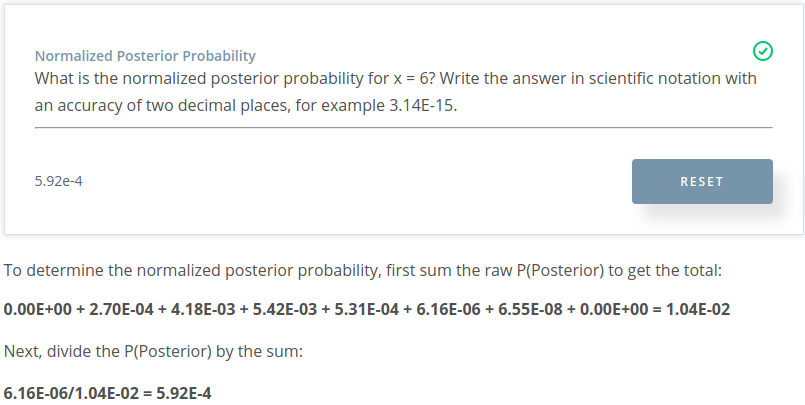 Normalized Posterior Probability
What is the normalized posterior probability for x = 6? Write the answer in scientific notation with
an accuracy of two decimal places, for example 3.14E-15.
5.92e-4
RESET
To determine the normalized posterior probability, first sum the raw P(Posterior) to get the total:
0.00E+00 + 2.70E-04 + 4.18E-03 + 5.42E-03 + 5.31E-04 + 6.16E-06 + 6.55E-08 + 0.00E+00 = 1.04E-02
Next, divide the P(Posterior) by the sum:
6.16E-06/1.04E-02 = 5.92E-4